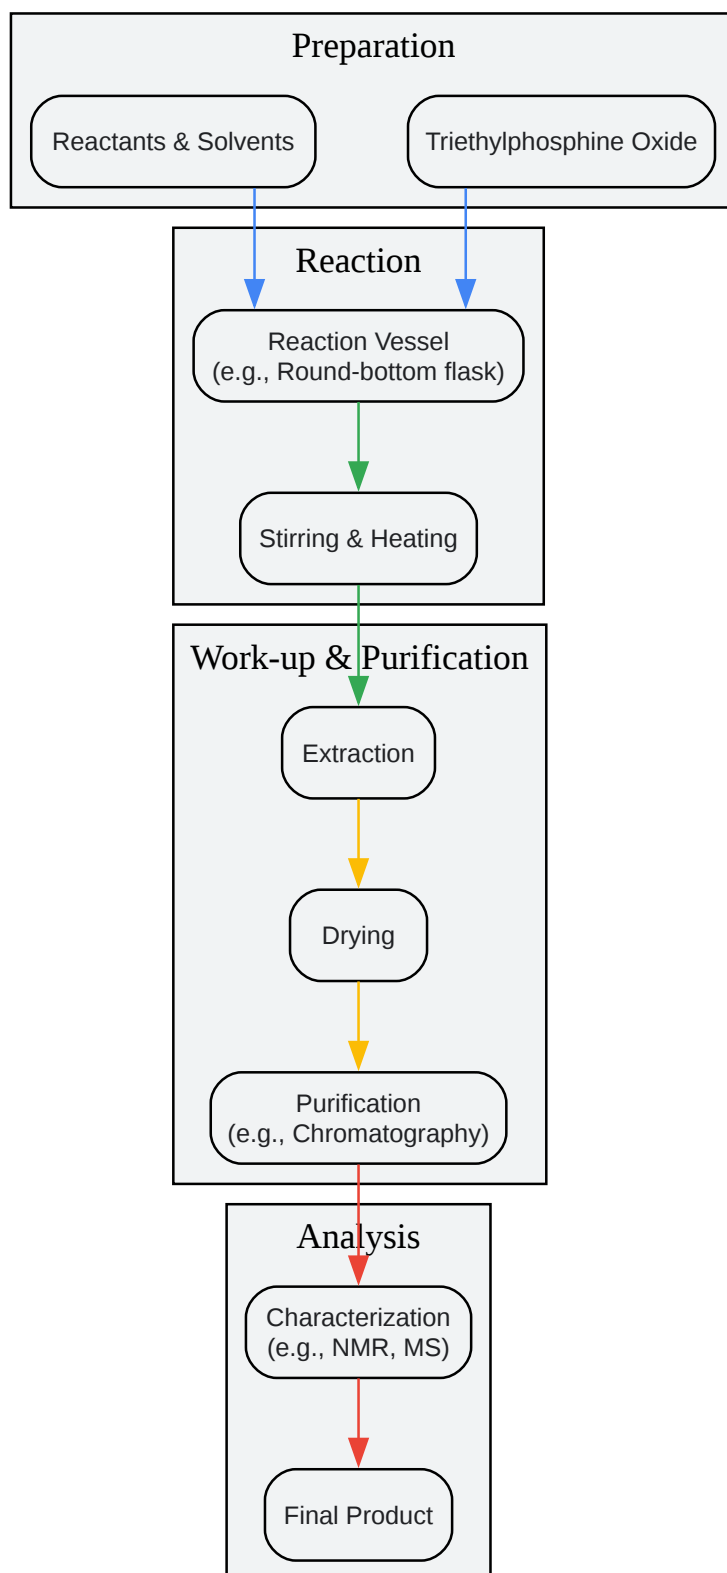 Preparation
Reactants & Solvents
Triethylphosphine Oxide
Reaction
Reaction Vessel
(e.g., Round-bottom flask)
Stirring & Heating
Work-up & Purification
Extraction
Drying
Purification
(e.g., Chromatography)
Analysis
Characterization
(e.g., NMR, MS)
Final Product